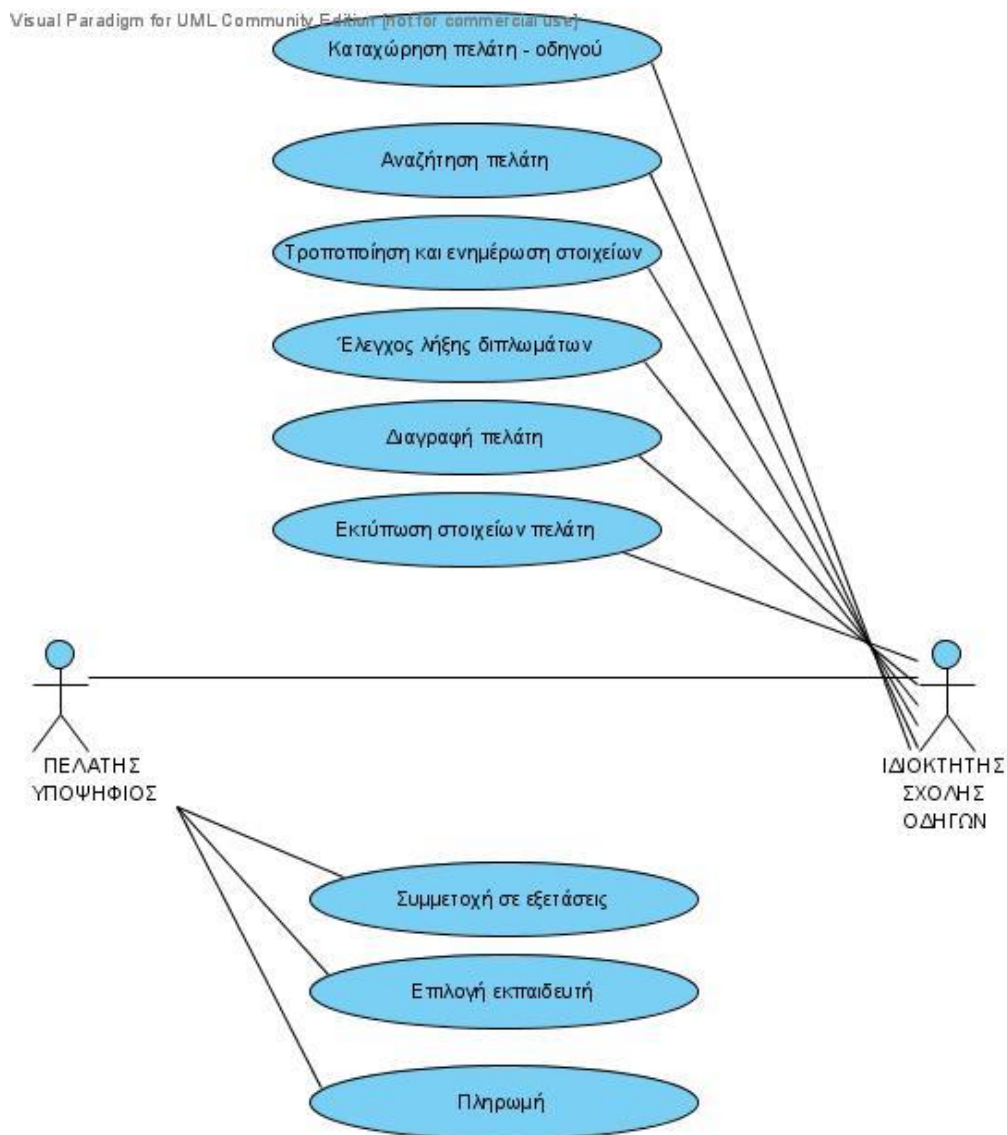 Visual Paradigm for UML Community Edition [not for commercial use]
Καταχώρηση πελάτη - οδηγού
Αναζήτηση πελάτη
Τροποποίηση και ενημέρωση στοιχείων
Έλεγχος λήξης διπλωμάτων
Διαγραφή πελάτη
Εκτύπωση στοιχείων πελάτη
ΠΕΛΑΤΗΣ
ΥΠΟΨΗΦΙΟΣ
ΙΔΙΟΚΤΗΤΗΣ
ΣΧΟΛΗΣ
ΟΔΗΓΩΝ
Συμμετοχή σε εξετάσεις
Επιλογή εκπαιδευτή
Πληρωμή